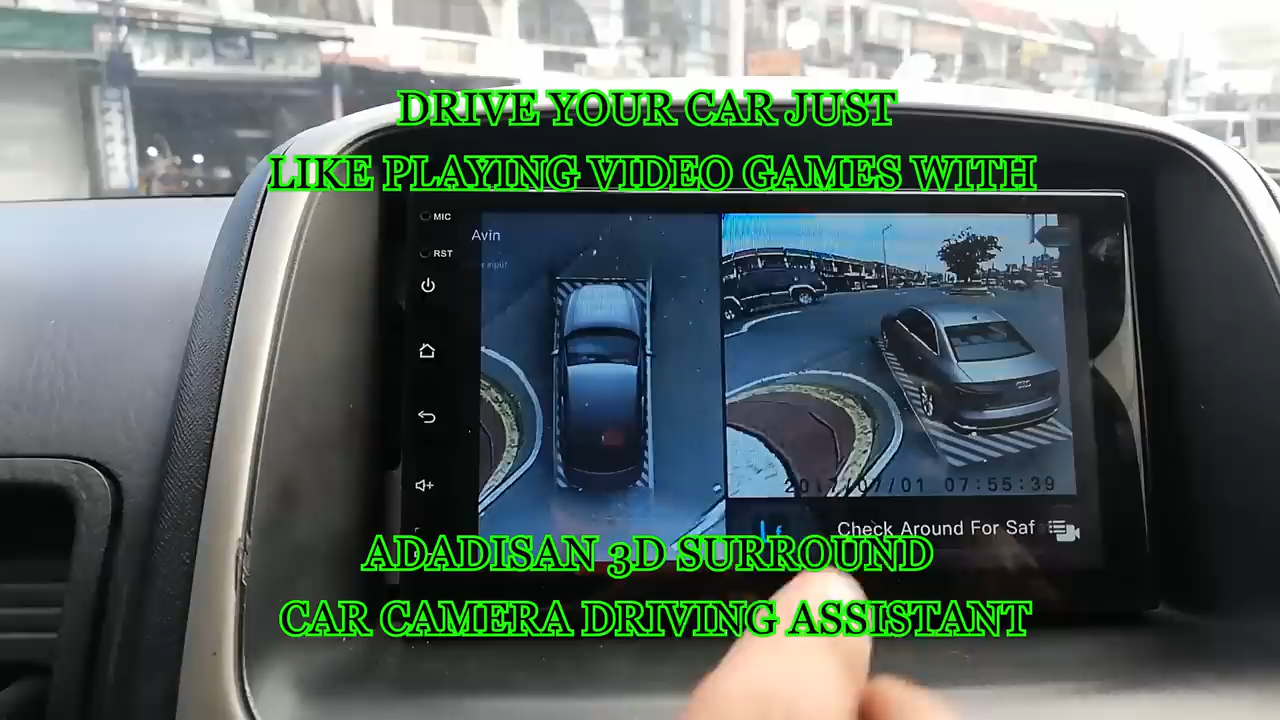 DRIVE YOUR CAR JUST
LIKE PLAYING VIDEO GAMES WITH
MIC
Avin
RST
input
2017/07/01 07:55:39
Check Around For Saf
ADADISAN 3D SURROUND
CAR CAMERA DRIVING ASSISTANT